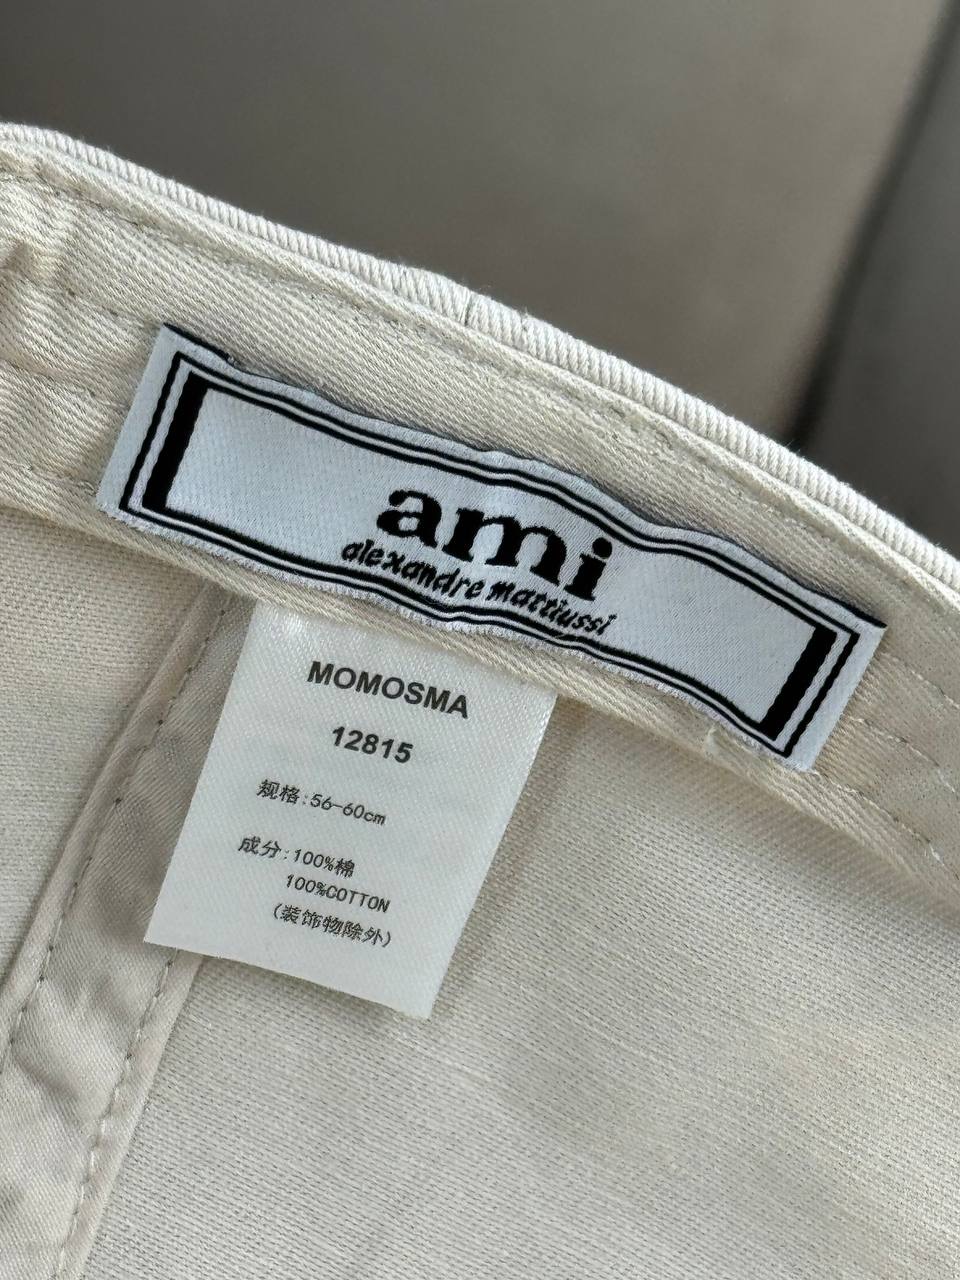 ami
alexandre mattiussi
MOMOSMA
12815
规格:56-60cm
成分:100%棉
100%COTTON
(装饰物除外)